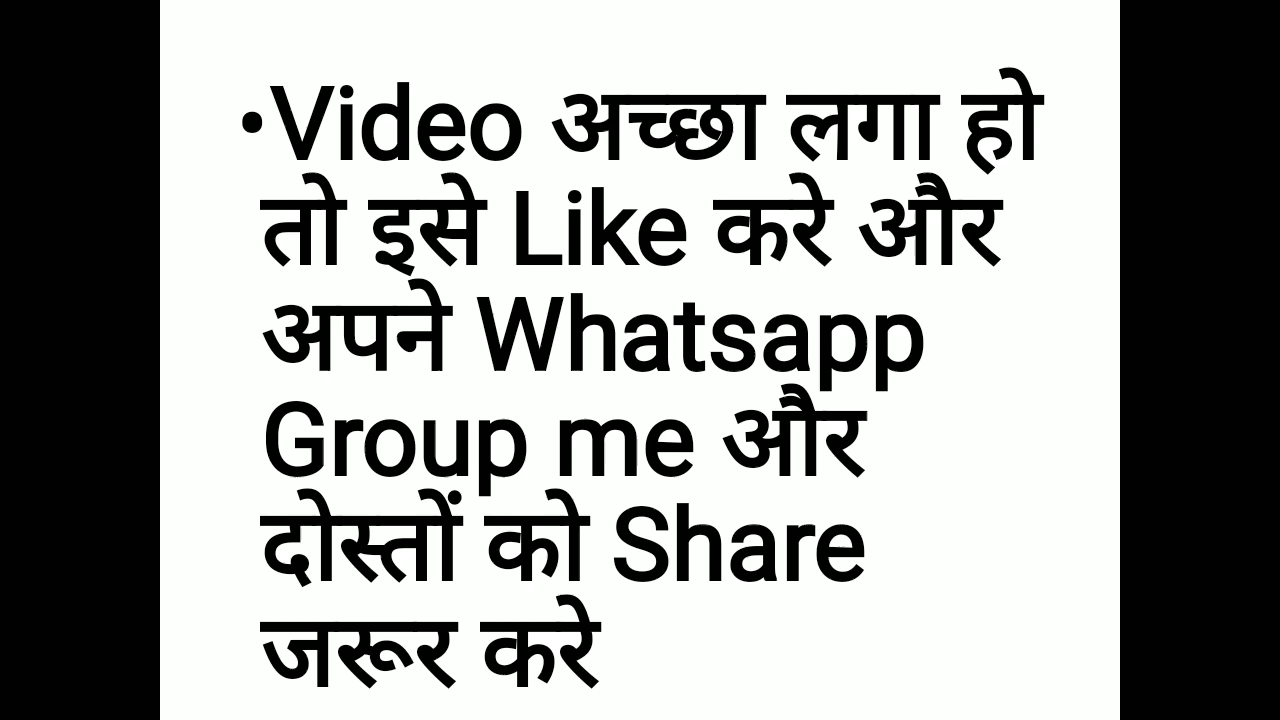 •Video अच्छा लगा हो
तो इसे Like करे और
अपने Whatsapp
Group me और
दोस्तों को Share
जरूर करे